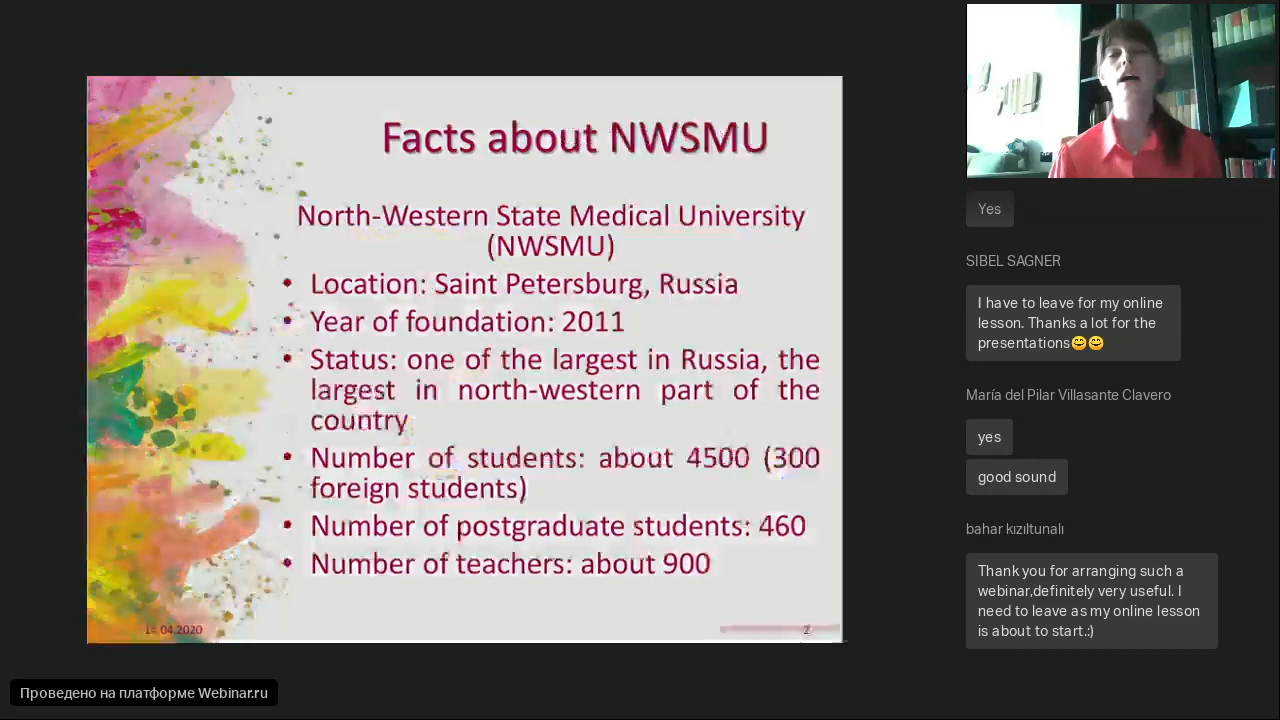 Facts about NWSMU
North-Western State Medical University
(NWSMU)
• Location: Saint Petersburg, Russia
• Year of foundation: 2011
• Status: one of the largest in Russia, the
largest in north-western part of the
country
• Number of students: about 4500 (300
foreign students)
• Number of postgraduate students: 460
• Number of teachers: about 900
04.2020
2
Yes
SIBEL SAGNER
I have to leave for my online
lesson. Thanks a lot for the
presentations😄😄
María del Pilar Villasante Clavero
yes
good sound
bahar kızıltunalı
Thank you for arranging such a
webinar,definitely very useful. I
need to leave as my online lesson
is about to start.:)
Проведено на платформе Webinar.ru